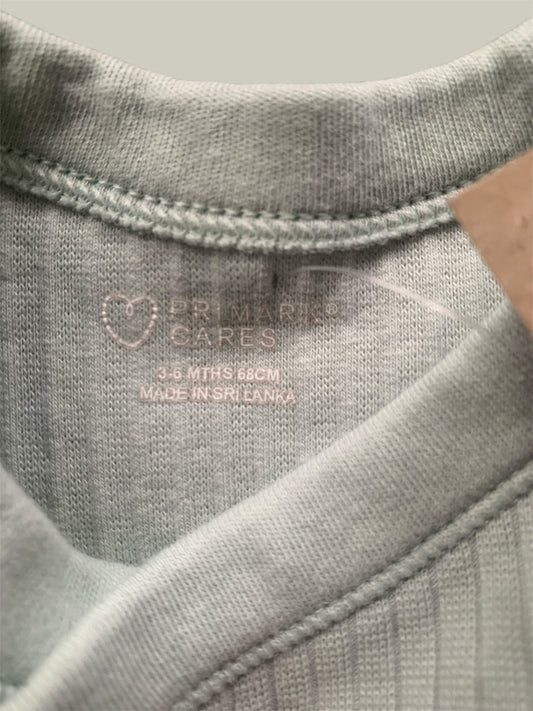 PRIMARK®
CARES
3-6 MTHS 68CM
MADE IN SRI LANKA